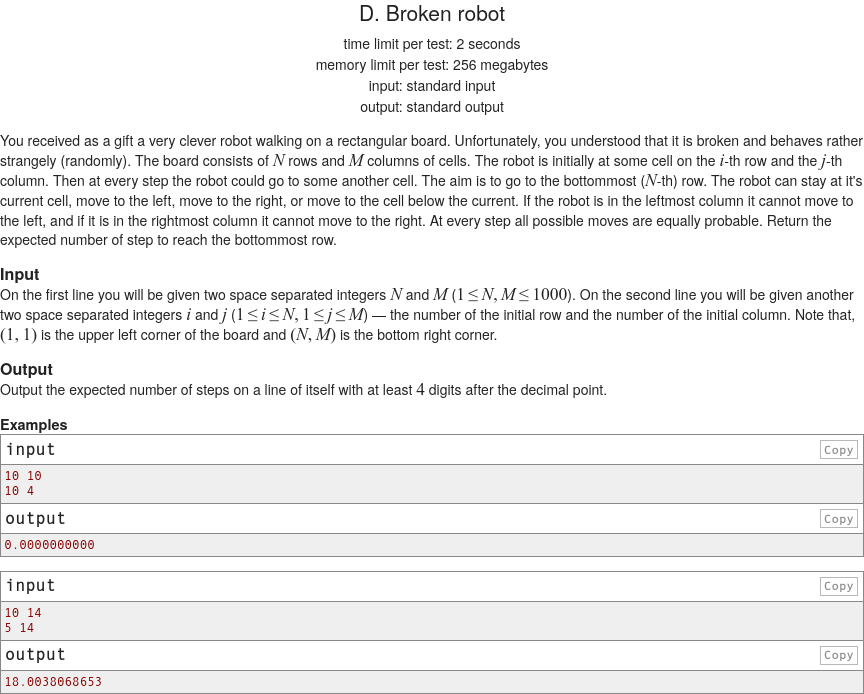 D. Broken robot
time limit per test: 2 seconds
memory limit per test: 256 megabytes
input: standard input
output: standard output
You received as a gift a very clever robot walking on a rectangular board. Unfortunately, you understood that it is broken and behaves rather
strangely (randomly). The board consists of N rows and M columns of cells. The robot is initially at some cell on the i-th row and the j-th
column. Then at every step the robot could go to some another cell. The aim is to go to the bottommost (N-th) row. The robot can stay at it's
current cell, move to the left, move to the right, or move to the cell below the current. If the robot is in the leftmost column it cannot move to
the left, and if it is in the rightmost column it cannot move to the right. At every step all possible moves are equally probable. Return the
expected number of step to reach the bottommost row.
Input
On the first line you will be given two space separated integers N and M (1 ≤ N, M ≤ 1000). On the second line you will be given another
two space separated integers i and j (1 ≤ i ≤ N, 1 ≤ j ≤ M) — the number of the initial row and the number of the initial column. Note that,
(1, 1) is the upper left corner of the board and (N, M) is the bottom right corner.
Output
Output the expected number of steps on a line of itself with at least 4 digits after the decimal point.
Examples
input Copy
10 10
10 4
output Copy
0.0000000000
input Copy
10 14
5 14
output Copy
18.0038068653